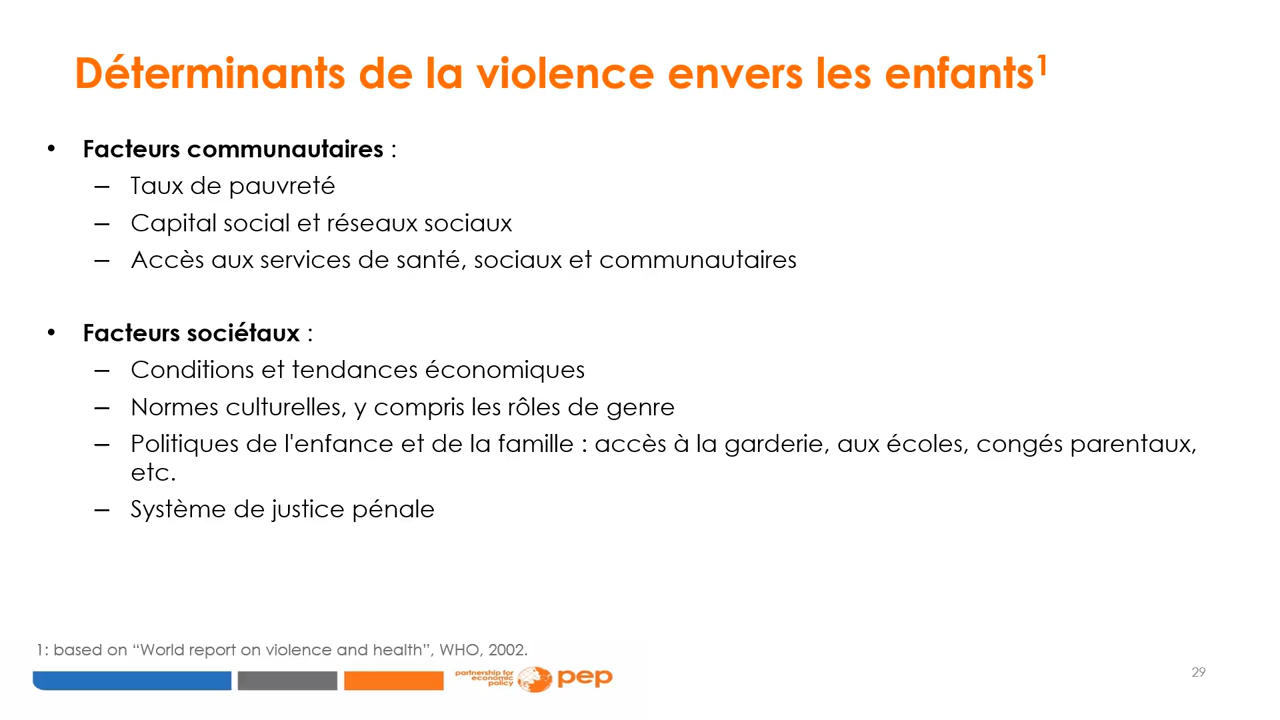 Déterminants de la violence envers les enfants¹
• Facteurs communautaires :
– Taux de pauvreté
– Capital social et réseaux sociaux
– Accès aux services de santé, sociaux et communautaires
• Facteurs sociétaux :
– Conditions et tendances économiques
– Normes culturelles, y compris les rôles de genre
– Politiques de l'enfance et de la famille : accès à la garderie, aux écoles, congés parentaux,
etc.
– Système de justice pénale
1: based on “World report on violence and health”, WHO, 2002.
partnership for
economic
policy
pep
29